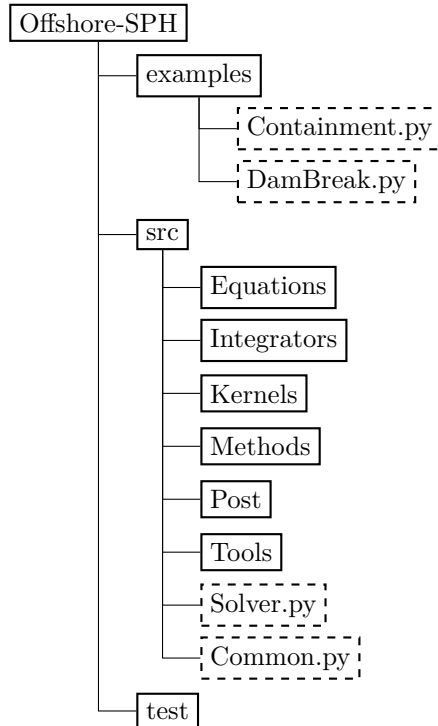 Offshore-SPH
examples
Containment.py
DamBreak.py
src
Equations
Integrators
Kernels
Methods
Post
Tools
Solver.py
Common.py
test